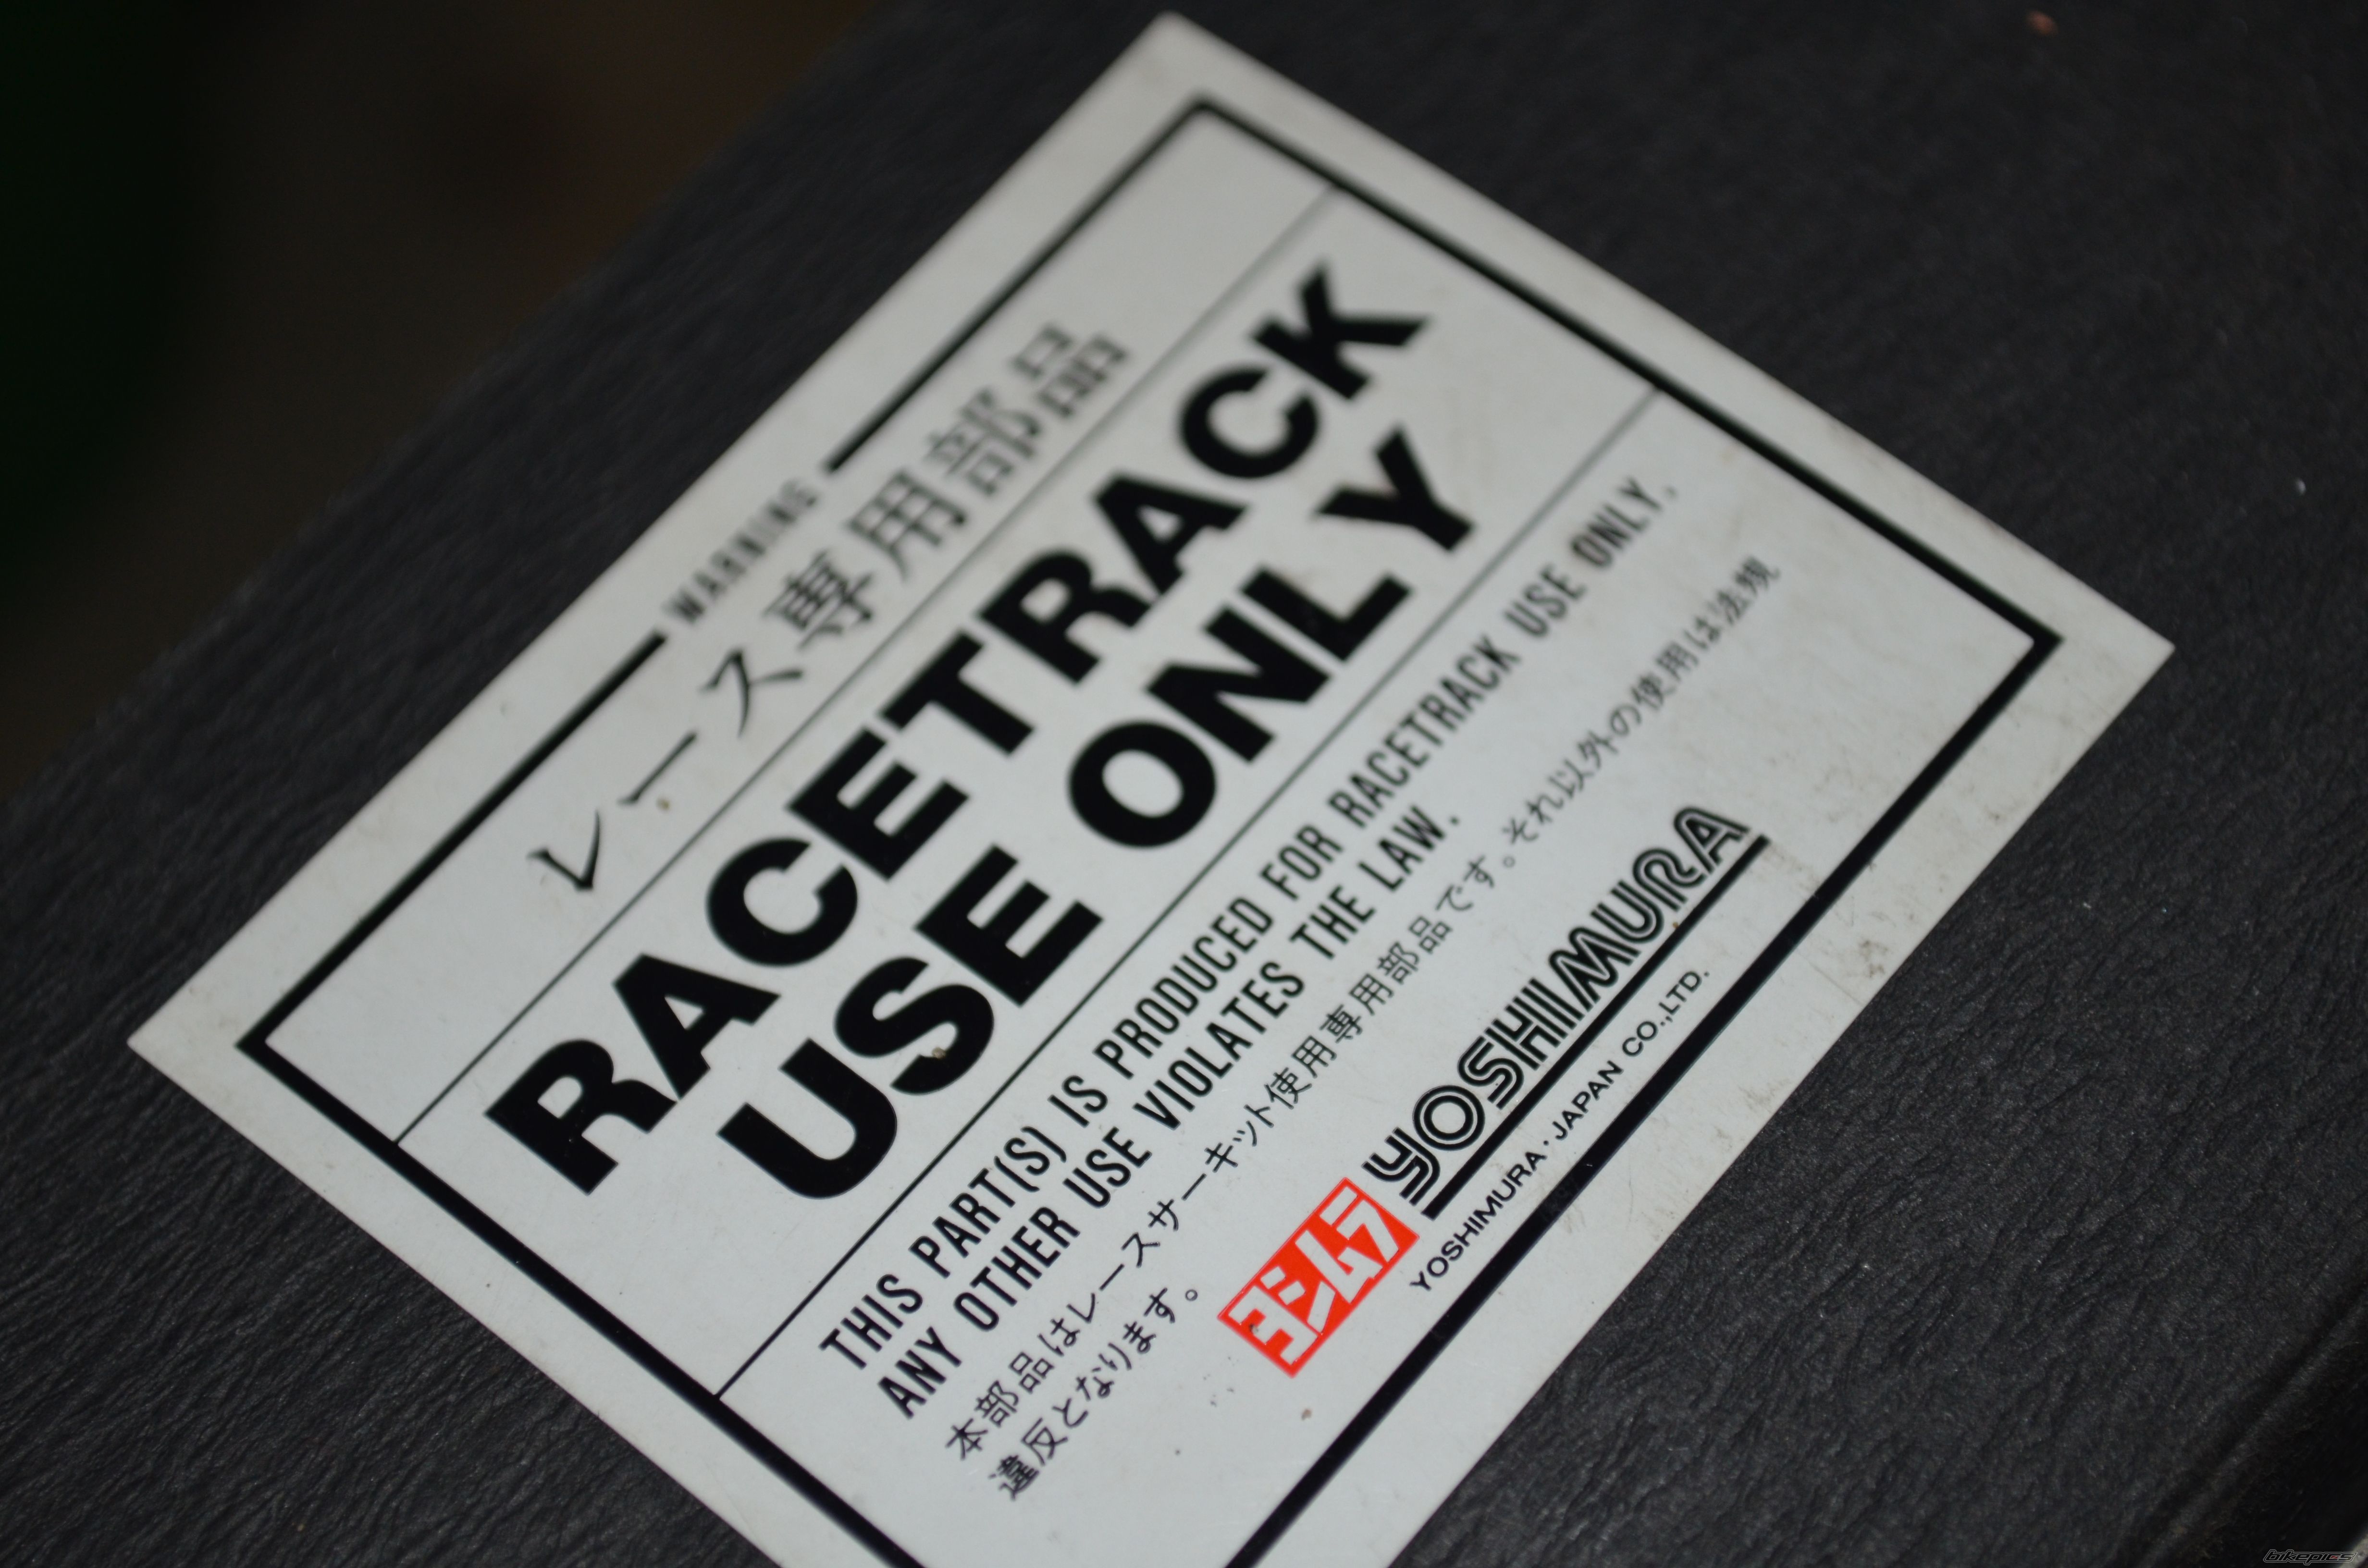 WARNING
レース専用部品
RACETRACK
USE ONLY
THIS PART(S) IS PRODUCED FOR RACETRACK USE ONLY.
ANY OTHER USE VIOLATES THE LAW.
本部品はレースサーキット使用専用部品です。それ以外の使用は法規
違反となります。
ヨシムラ YOSHIMURA
YOSHIMURA・JAPAN CO.,LTD.
bikepics